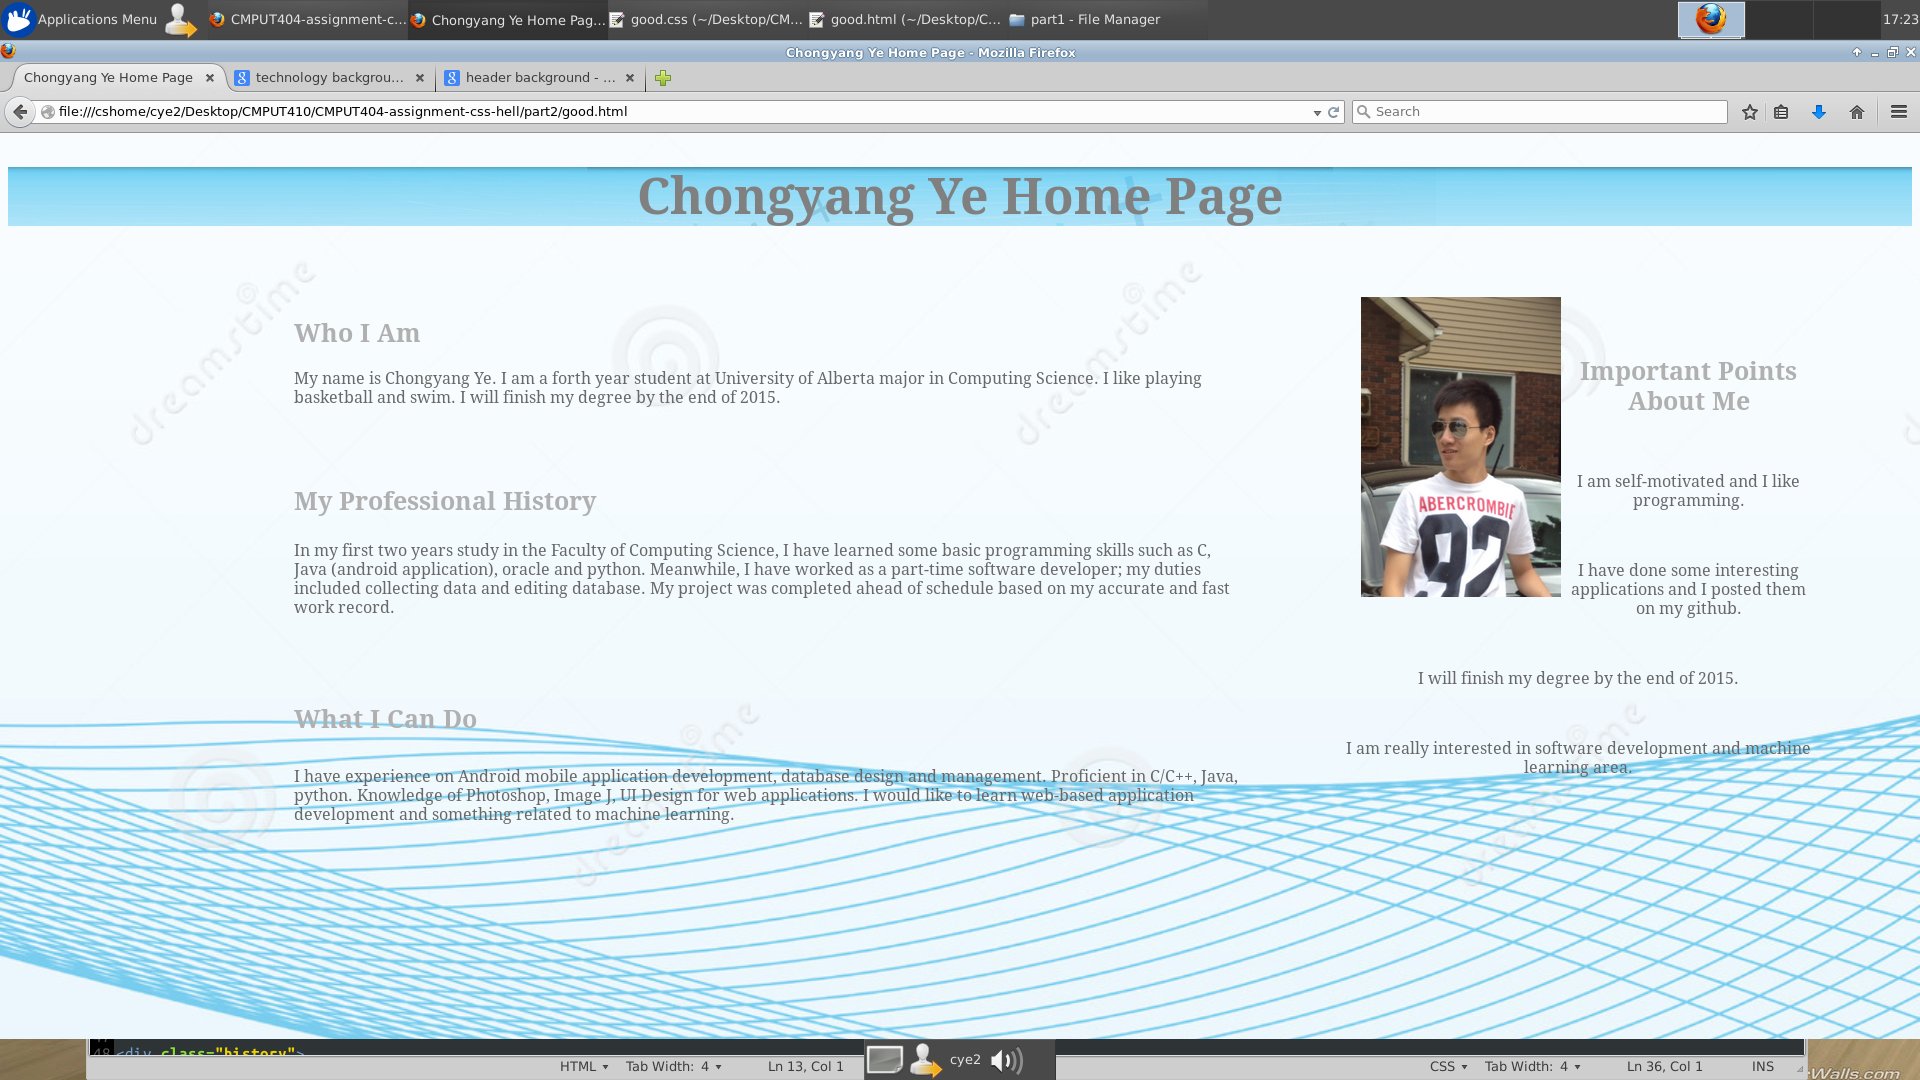 Applications Menu
CMPUT404-assignment-c...
Chongyang Ye Home Pag...
good.css (~/Desktop/CM...
good.html (~/Desktop/C...
part1 - File Manager
17:23
Chongyang Ye Home Page - Mozilla Firefox
Chongyang Ye Home Page
technology backgrou...
header background - ...
file:///cshome/cye2/Desktop/CMPUT410/CMPUT404-assignment-css-hell/part2/good.html
Search
Chongyang Ye Home Page
Who I Am
My name is Chongyang Ye. I am a forth year student at University of Alberta major in Computing Science. I like playing
basketball and swim. I will finish my degree by the end of 2015.
My Professional History
In my first two years study in the Faculty of Computing Science, I have learned some basic programming skills such as C,
Java (android application), oracle and python. Meanwhile, I have worked as a part-time software developer; my duties
included collecting data and editing database. My project was completed ahead of schedule based on my accurate and fast
work record.
What I Can Do
I have experience on Android mobile application development, database design and management. Proficient in C/C++, Java,
python. Knowledge of Photoshop, Image J, UI Design for web applications. I would like to learn web-based application
development and something related to machine learning.
ABERCROMBIE
92
Important Points
About Me
I am self-motivated and I like
programming.
I have done some interesting
applications and I posted them
on my github.
I will finish my degree by the end of 2015.
I am really interested in software development and machine
learning area.
dreamstime
dreamstime
dreamstime
dreamstime
48 <div class="history">
HTML
Tab Width: 4
Ln 13, Col 1
cye2
CSS
Tab Width: 4
Ln 36, Col 1
INS
Walls.com